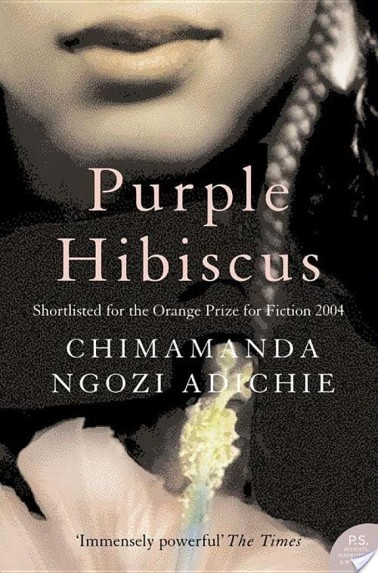 Purple
Hibiscus
Shortlisted for the Orange Prize for Fiction 2004
CHIMAMANDA
NGOZI ADICHIE
'Immensely powerful' The Times
P.S.